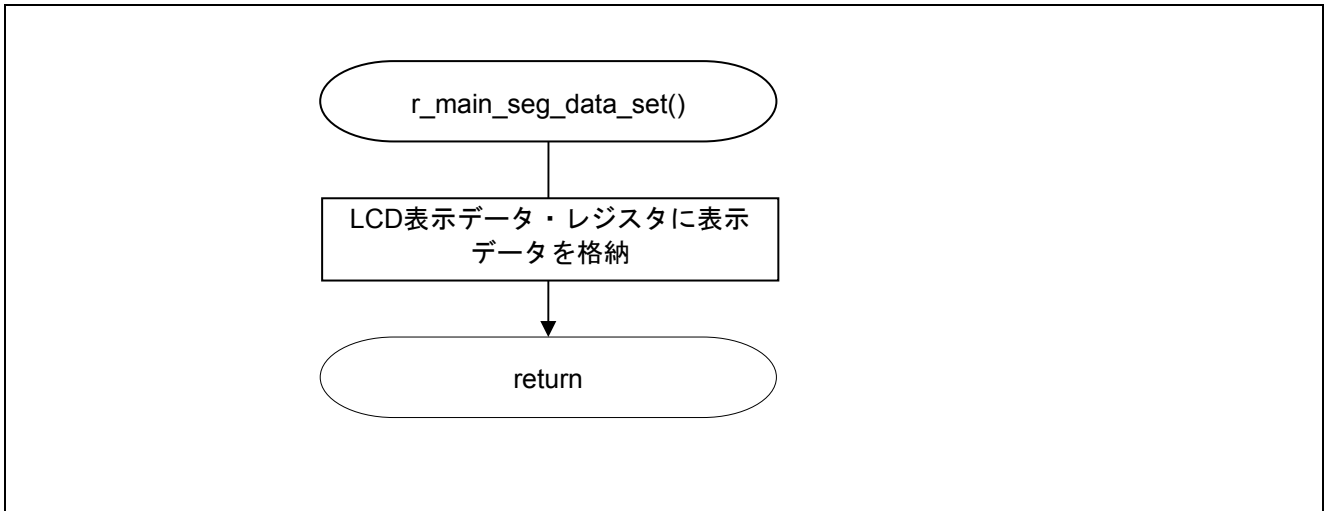 r_main_seg_data_set()
LCD表示データ・レジスタに表示
データを格納
return